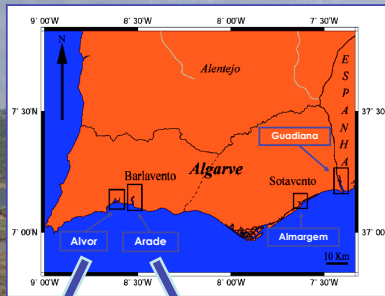 9° 00'W
8° 30'
8° 00'
7° 30'
N
Alentejo
ESPANHA
7° 30'
37° 30'N
Guadiana
Barlavento
Algarve
Sotavento
7° 00'
37° 00'N
Alvor
Arade
Almargem
10 Km
9° 00'W
8° 30'
8° 00'
7° 30'